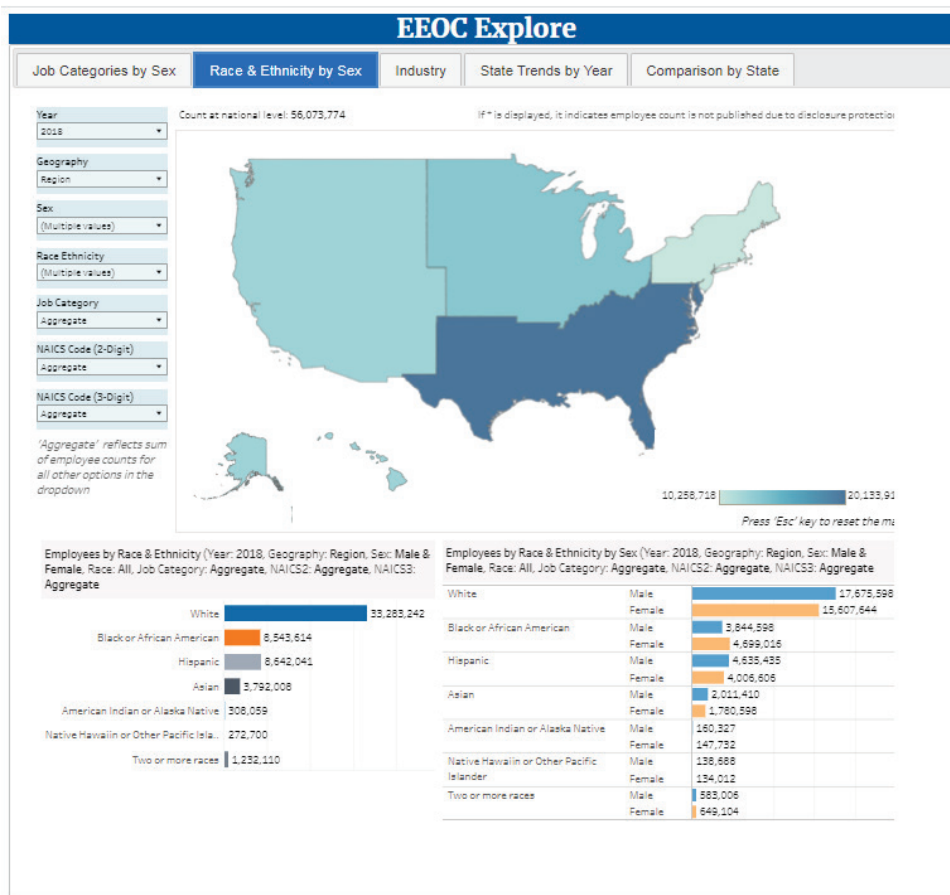 EEOC Explore
Job Categories by Sex
Race & Ethnicity by Sex
Industry
State Trends by Year
Comparison by State
Year
2018
Geography
Region
Sex
(Multiple values)
Race Ethnicity
(Multiple values)
Job Category
Aggregate
NAICS Code (2-Digit)
Aggregate
NAICS Code (3-Digit)
Aggregate
'Aggregate' reflects sum
of employee counts for
all other options in the
dropdown
Count at national level: 56,073,774
If * is displayed, it indicates employee count is not published due to disclosure protectio
10,258,718
20,133,91
Press 'Esc' key to reset the ma
Employees by Race & Ethnicity (Year: 2018, Geography: Region, Sex: Male &
Female, Race: All, Job Category: Aggregate, NAICS2: Aggregate, NAICS3:
Aggregate
White 33,283,242
Black or African American 8,543,614
Hispanic 8,642,041
Asian 3,792,008
American Indian or Alaska Native 308,059
Native Hawaiin or Other Pacific Isla.. 272,700
Two or more races 1,232,110
Employees by Race & Ethnicity by Sex (Year: 2018, Geography: Region, Sex: Male &
Female, Race: All, Job Category: Aggregate, NAICS2: Aggregate, NAICS3: Aggregate
White Male 17,675,598
Female 15,607,644
Black or African American Male 3,844,598
Female 4,699,016
Hispanic Male 4,635,435
Female 4,006,606
Asian Male 2,011,410
Female 1,780,598
American Indian or Alaska Native Male 160,327
Female 147,732
Native Hawaiin or Other Pacific Male 138,688
Islander Female 134,012
Two or more races Male 583,006
Female 649,104